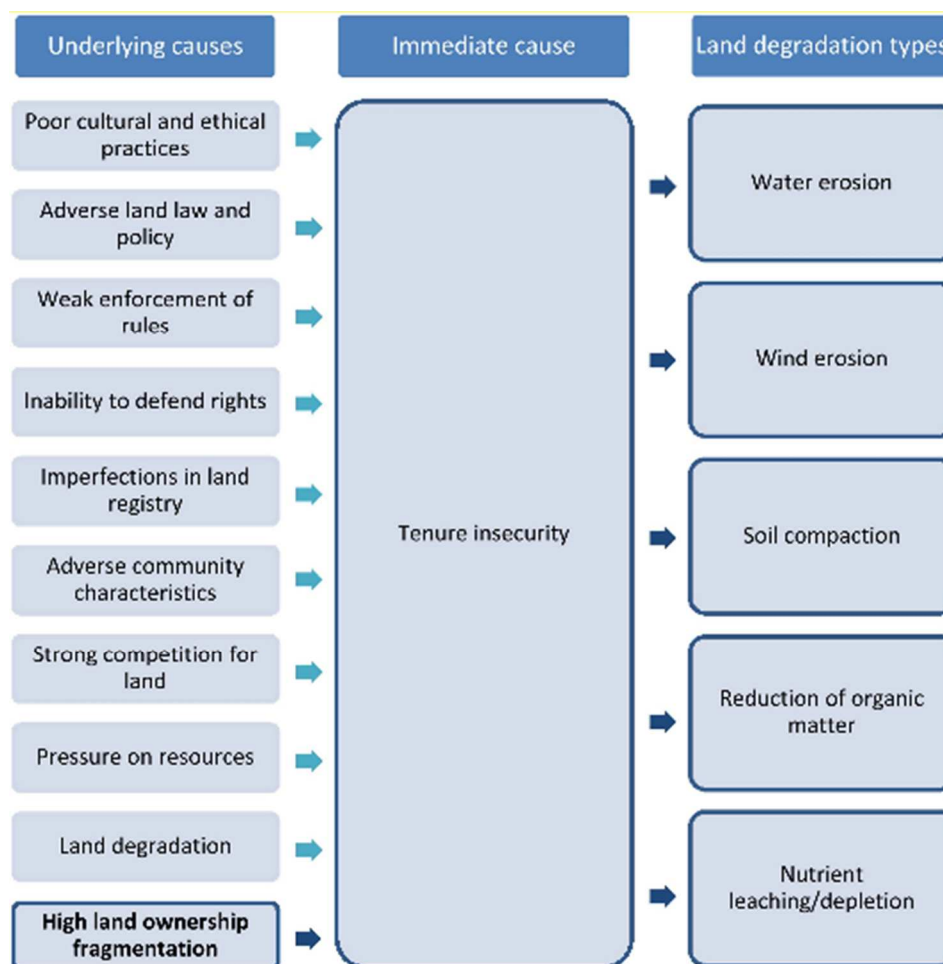 Underlying causes
Immediate cause
Land degradation types
Poor cultural and ethical
practices
Adverse land law and
policy
Weak enforcement of
rules
Inability to defend rights
Imperfections in land
registry
Adverse community
characteristics
Strong competition for
land
Pressure on resources
Land degradation
High land ownership
fragmentation
Tenure insecurity
Water erosion
Wind erosion
Soil compaction
Reduction of organic
matter
Nutrient
leaching/depletion